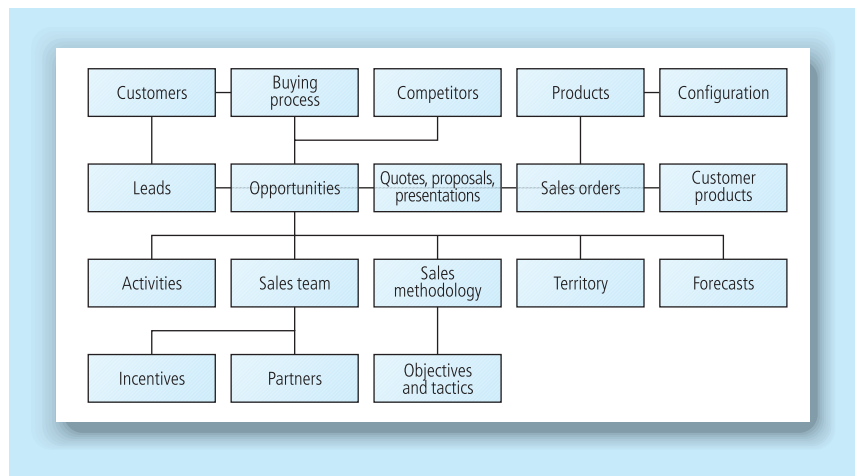 Customers
Buying
process
Competitors
Products
Configuration
Leads
Opportunities
Quotes, proposals,
presentations
Sales orders
Customer
products
Activities
Sales team
Sales
methodology
Territory
Forecasts
Incentives
Partners
Objectives
and tactics